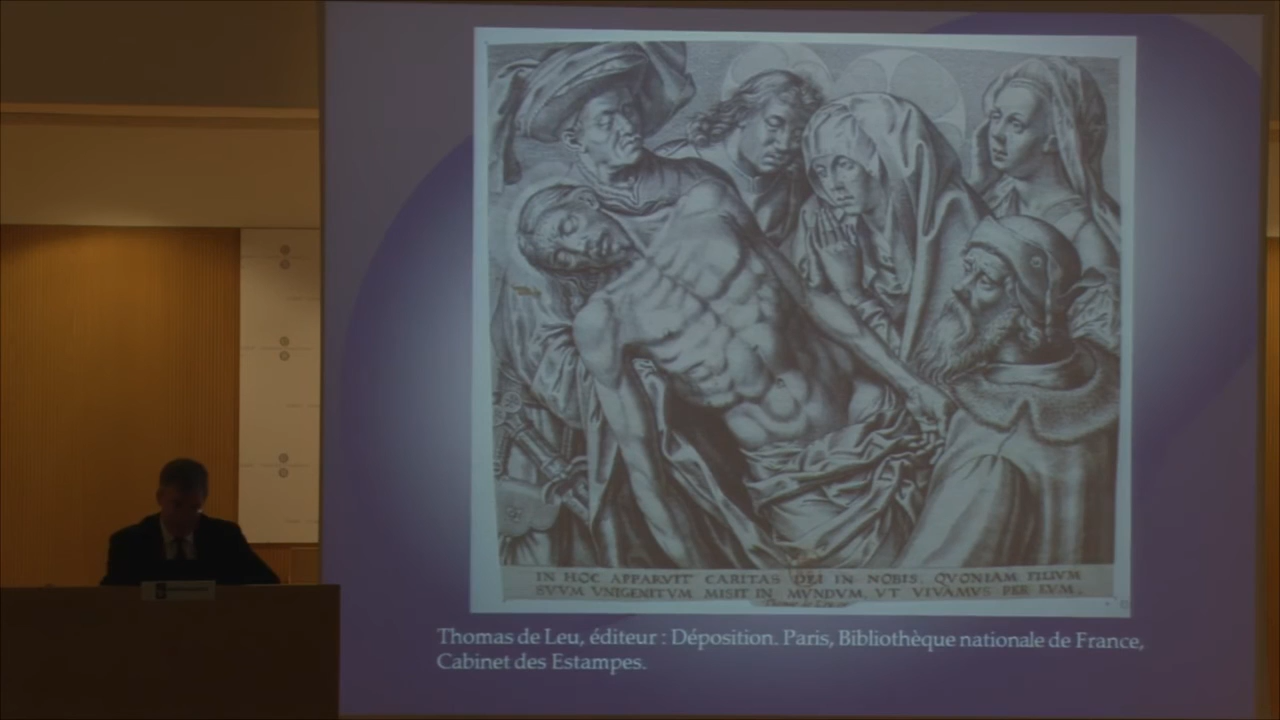 IN HOC APPARVIT CARITAS DEI IN NOBIS, QVONIAM FILIVM
SVVM VNIGENITVM MISIT IN MVNDVM, VT VIVAMVS PER EVM.
Thomas de Leu, éditeur : Déposition. Paris, Bibliothèque nationale de France,
Cabinet des Estampes.